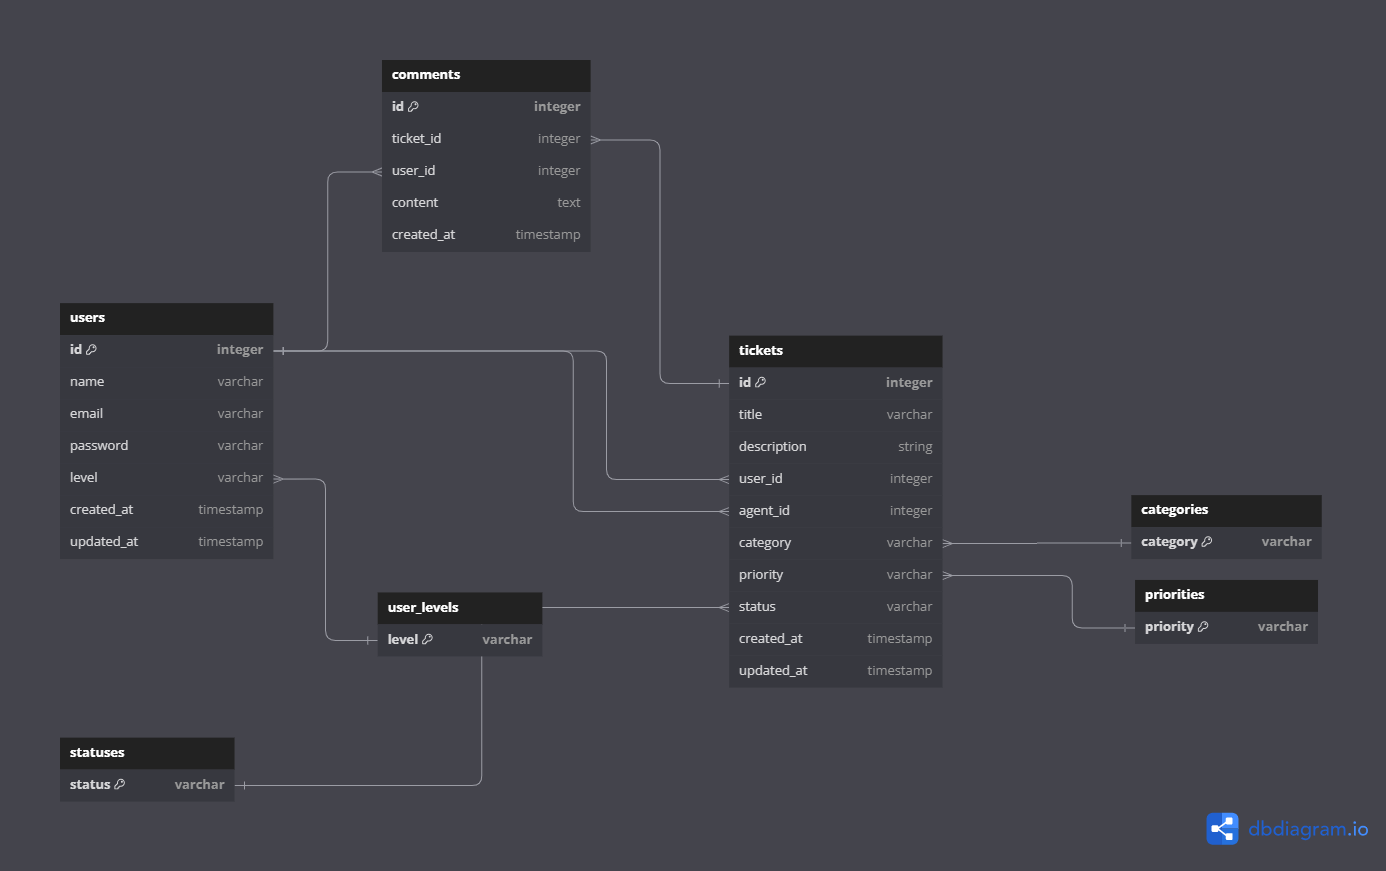 comments
id integer
ticket_id integer
user_id integer
content text
created_at timestamp
users
id integer
name varchar
email varchar
password varchar
level varchar
created_at timestamp
updated_at timestamp
tickets
id integer
title varchar
description string
user_id integer
agent_id integer
category varchar
priority varchar
status varchar
created_at timestamp
updated_at timestamp
categories
category varchar
priorities
priority varchar
user_levels
level varchar
statuses
status varchar
dbdiagram.io